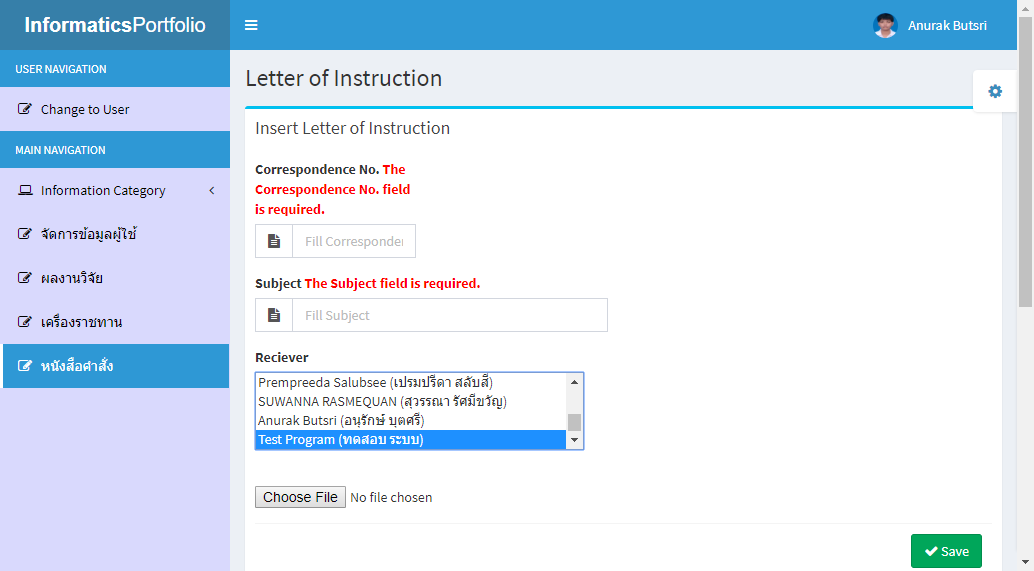 InformaticsPortfolio
Anurak Butsri
USER NAVIGATION
Change to User
MAIN NAVIGATION
Information Category
จัดการข้อมูลผู้ใช้
ผลงานวิจัย
เครื่องราชทาน
หนังสือคำสั่ง
Letter of Instruction
Insert Letter of Instruction
Correspondence No. The
Correspondence No. field
is required.
Fill Corresponden
Subject The Subject field is required.
Fill Subject
Reciever
Prempreeda Salubsee (เปรมปรีดา สลับสี)
SUWANNA RASMEQUAN (สุวรรณา รัศมีขวัญ)
Anurak Butsri (อนุรักษ์ บุตศรี)
Test Program (ทดสอบ ระบบ)
Choose File No file chosen
Save